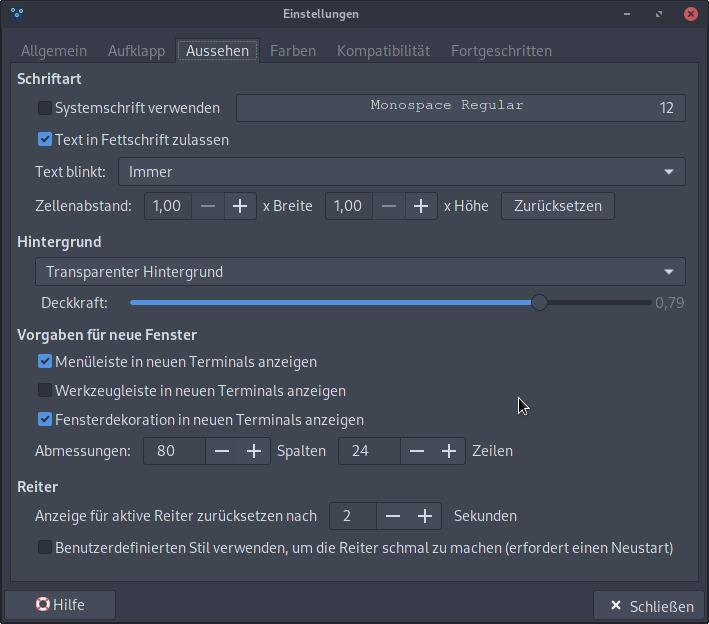 Einstellungen
Allgemein Aufklapp Aussehen Farben Kompatibilität Fortgeschritten
Schriftart
Systemschrift verwenden Monospace Regular 12
Text in Fettschrift zulassen
Text blinkt: Immer
Zellenabstand: 1,00 x Breite 1,00 x Höhe Zurücksetzen
Hintergrund
Transparenter Hintergrund
Deckkraft: 0,79
Vorgaben für neue Fenster
Menüleiste in neuen Terminals anzeigen
Werkzeugleiste in neuen Terminals anzeigen
Fensterdekoration in neuen Terminals anzeigen
Abmessungen: 80 Spalten 24 Zeilen
Reiter
Anzeige für aktive Reiter zurücksetzen nach 2 Sekunden
Benutzerdefinierten Stil verwenden, um die Reiter schmal zu machen (erfordert einen Neustart)
Hilfe Schließen